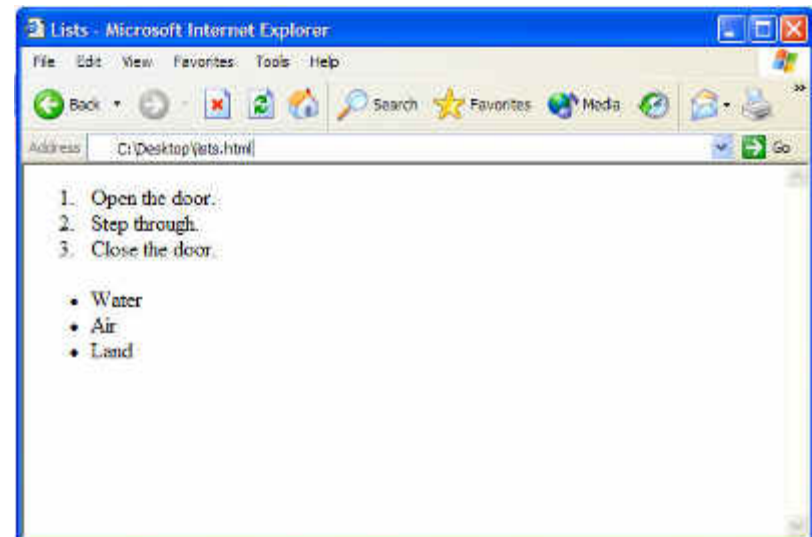 Lists - Microsoft Internet Explorer
File Edit View Favorites Tools Help
Back Search Favorites Media »
Address C:\Desktop\lists.html Go
1. Open the door.
2. Step through.
3. Close the door.
• Water
• Air
• Land